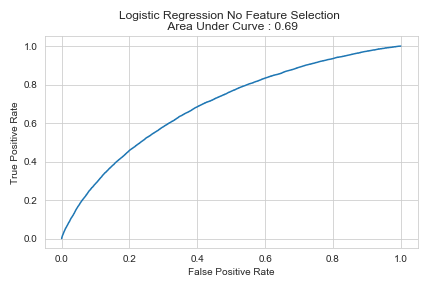 Logistic Regression No Feature Selection
Area Under Curve : 0.69
1.0
0.8
0.6
0.4
0.2
0.0
True Positive Rate
0.0 0.2 0.4 0.6 0.8 1.0
False Positive Rate